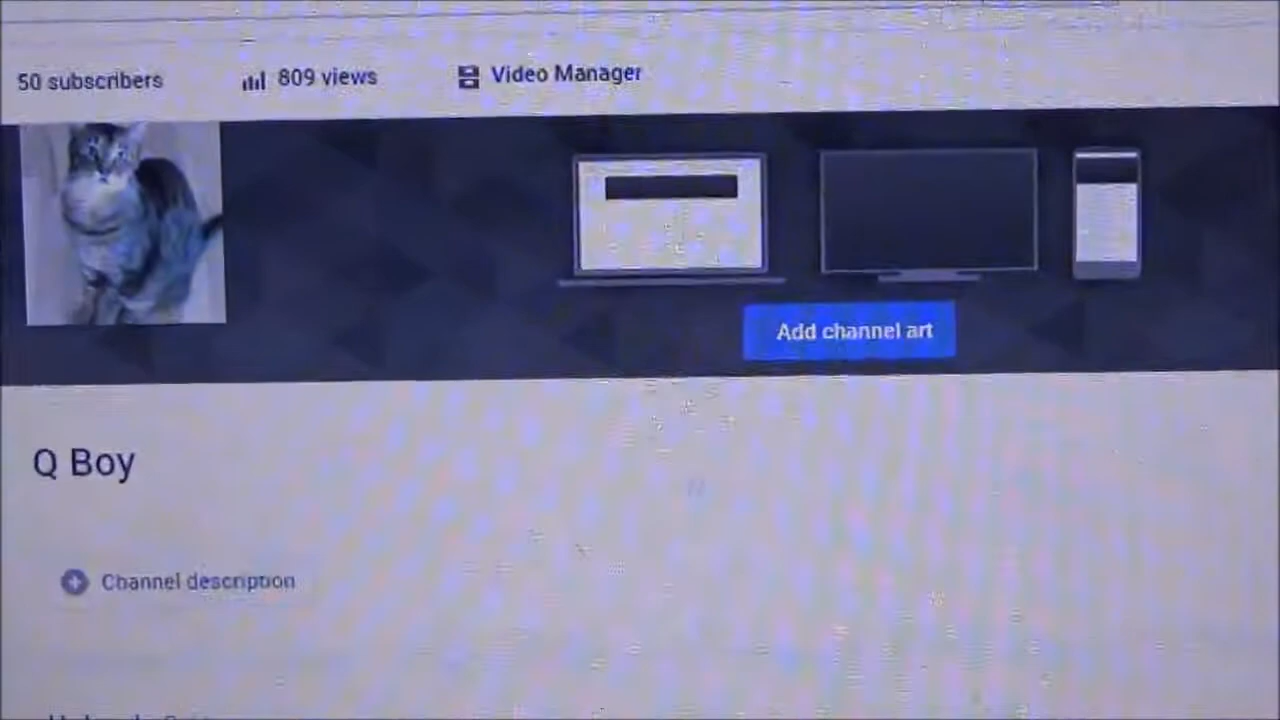 50 subscribers 809 views Video Manager
Add channel art
Q Boy
Channel description